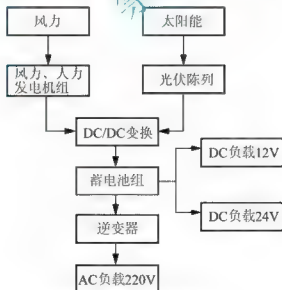 风力
太阳能
风力、人力
发电机组
光伏陈列
DC/DC变换
DC负载12V
蓄电池组
DC负载24V
逆变器
AC负载220V